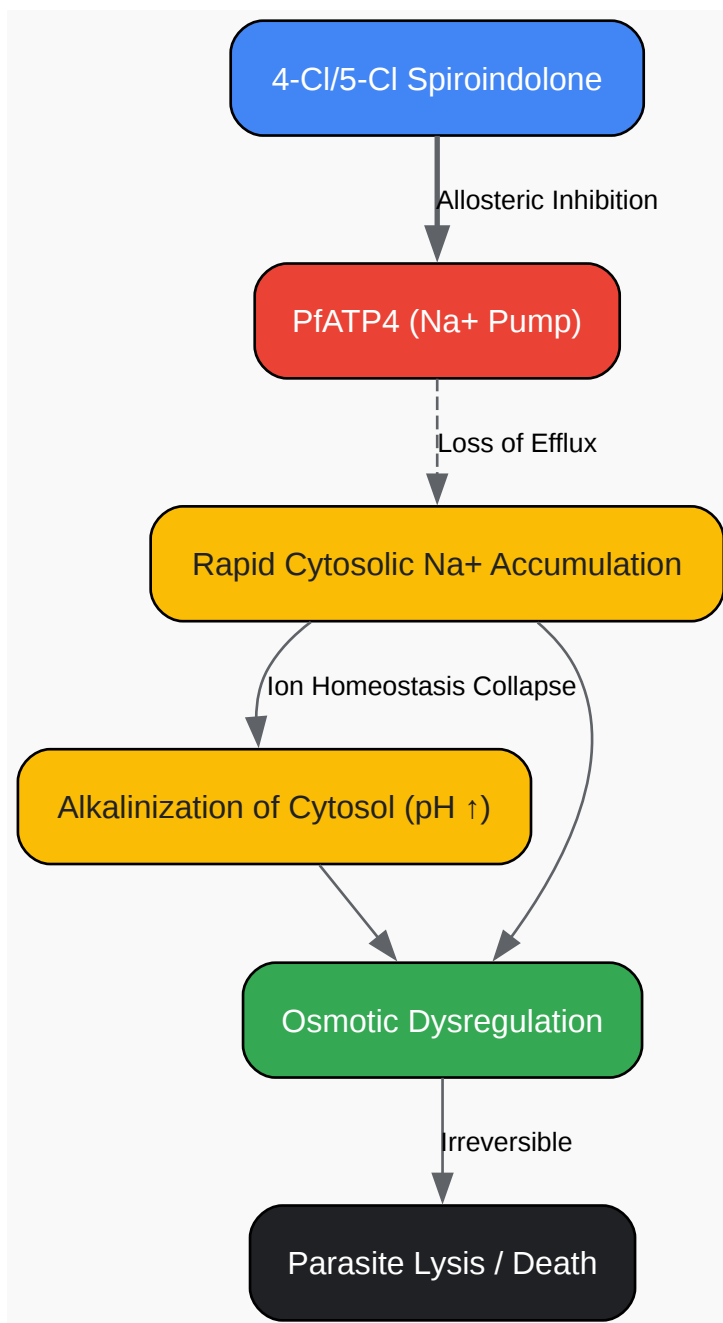 4-Cl/5-Cl Spiroindolone
Allosteric Inhibition
PfATP4 (Na+ Pump)
Loss of Efflux
Rapid Cytosolic Na+ Accumulation
Ion Homeostasis Collapse
Alkalinization of Cytosol (pH ↑)
Osmotic Dysregulation
Irreversible
Parasite Lysis / Death